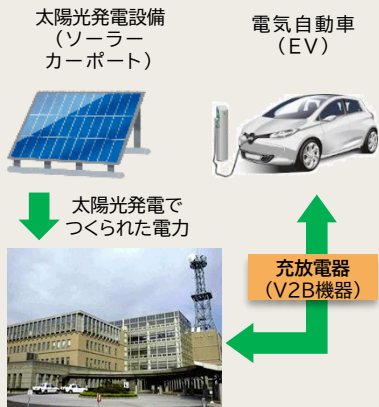 太陽光発電設備
（ソーラー
カーポート）
電気自動車
（EV）
太陽光発電で
つくられた電力
充放電器
（V2B機器）